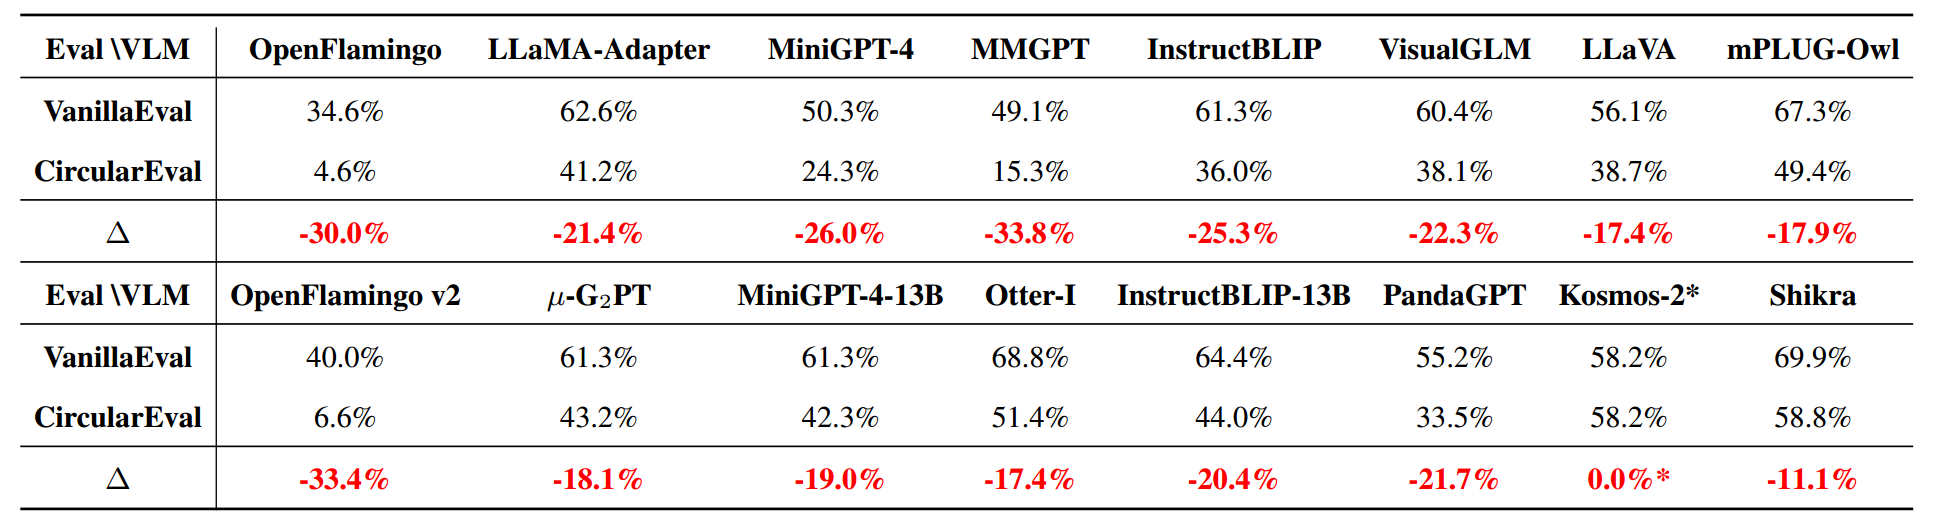 Eval \VLM OpenFlamingo LLaMA-Adapter MiniGPT-4 MMGPT InstructBLIP VisualGLM LLaVA mPLUG-Owl
VanillaEval 34.6% 62.6% 50.3% 49.1% 61.3% 60.4% 56.1% 67.3%
CircularEval 4.6% 41.2% 24.3% 15.3% 36.0% 38.1% 38.7% 49.4%
Δ -30.0% -21.4% -26.0% -33.8% -25.3% -22.3% -17.4% -17.9%
Eval \VLM OpenFlamingo v2 μ-G₂PT MiniGPT-4-13B Otter-I InstructBLIP-13B PandaGPT Kosmos-2* Shikra
VanillaEval 40.0% 61.3% 61.3% 68.8% 64.4% 55.2% 58.2% 69.9%
CircularEval 6.6% 43.2% 42.3% 51.4% 44.0% 33.5% 58.2% 58.8%
Δ -33.4% -18.1% -19.0% -17.4% -20.4% -21.7% 0.0%* -11.1%